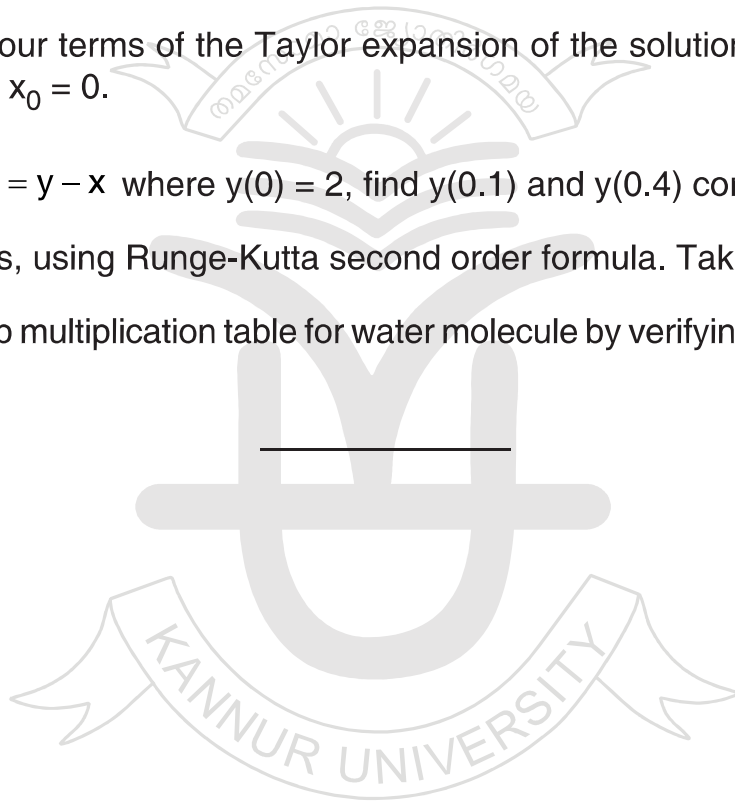 our terms of the Taylor expansion of the solution
x₀ = 0.
= y – x where y(0) = 2, find y(0.1) and y(0.4) cor
s, using Runge-Kutta second order formula. Tak
p multiplication table for water molecule by verifyin
KANNUR UNIVERSITY